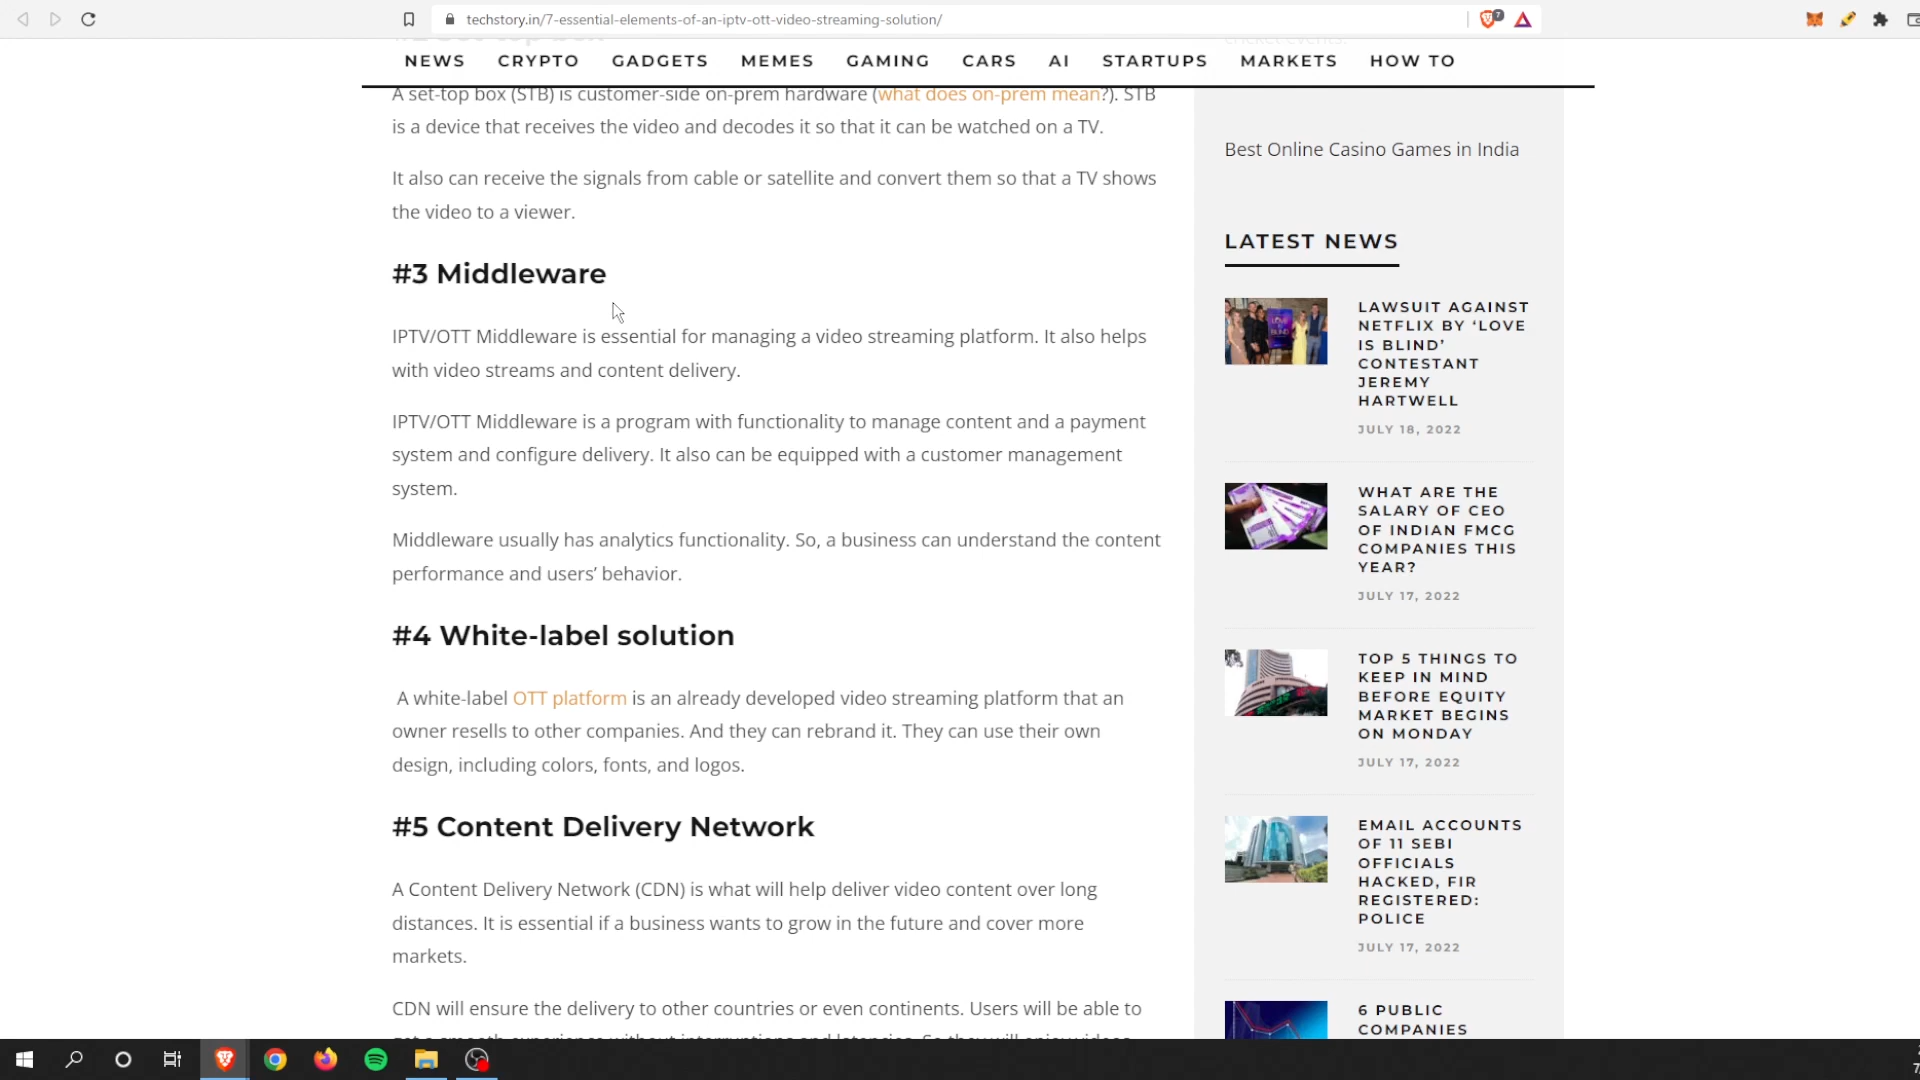 techstory.in/7-essential-elements-of-an-iptv-ott-video-streaming-solution/
7
NEWS CRYPTO GADGETS MEMES GAMING CARS AI STARTUPS MARKETS HOW TO
A set-top box (STB) is customer-side on-prem hardware (what does on-prem mean?). STB
is a device that receives the video and decodes it so that it can be watched on a TV.
It also can receive the signals from cable or satellite and convert them so that a TV shows
the video to a viewer.
#3 Middleware
IPTV/OTT Middleware is essential for managing a video streaming platform. It also helps
with video streams and content delivery.
IPTV/OTT Middleware is a program with functionality to manage content and a payment
system and configure delivery. It also can be equipped with a customer management
system.
Middleware usually has analytics functionality. So, a business can understand the content
performance and users’ behavior.
#4 White-label solution
A white-label OTT platform is an already developed video streaming platform that an
owner resells to other companies. And they can rebrand it. They can use their own
design, including colors, fonts, and logos.
#5 Content Delivery Network
A Content Delivery Network (CDN) is what will help deliver video content over long
distances. It is essential if a business wants to grow in the future and cover more
markets.
CDN will ensure the delivery to other countries or even continents. Users will be able to
cricket events.
Best Online Casino Games in India
LATEST NEWS
LAWSUIT AGAINST
NETFLIX BY ‘LOVE
IS BLIND’
CONTESTANT
JEREMY
HARTWELL
JULY 18, 2022
WHAT ARE THE
SALARY OF CEO
OF INDIAN FMCG
COMPANIES THIS
YEAR?
JULY 17, 2022
TOP 5 THINGS TO
KEEP IN MIND
BEFORE EQUITY
MARKET BEGINS
ON MONDAY
JULY 17, 2022
EMAIL ACCOUNTS
OF 11 SEBI
OFFICIALS
HACKED, FIR
REGISTERED:
POLICE
JULY 17, 2022
6 PUBLIC
COMPANIES